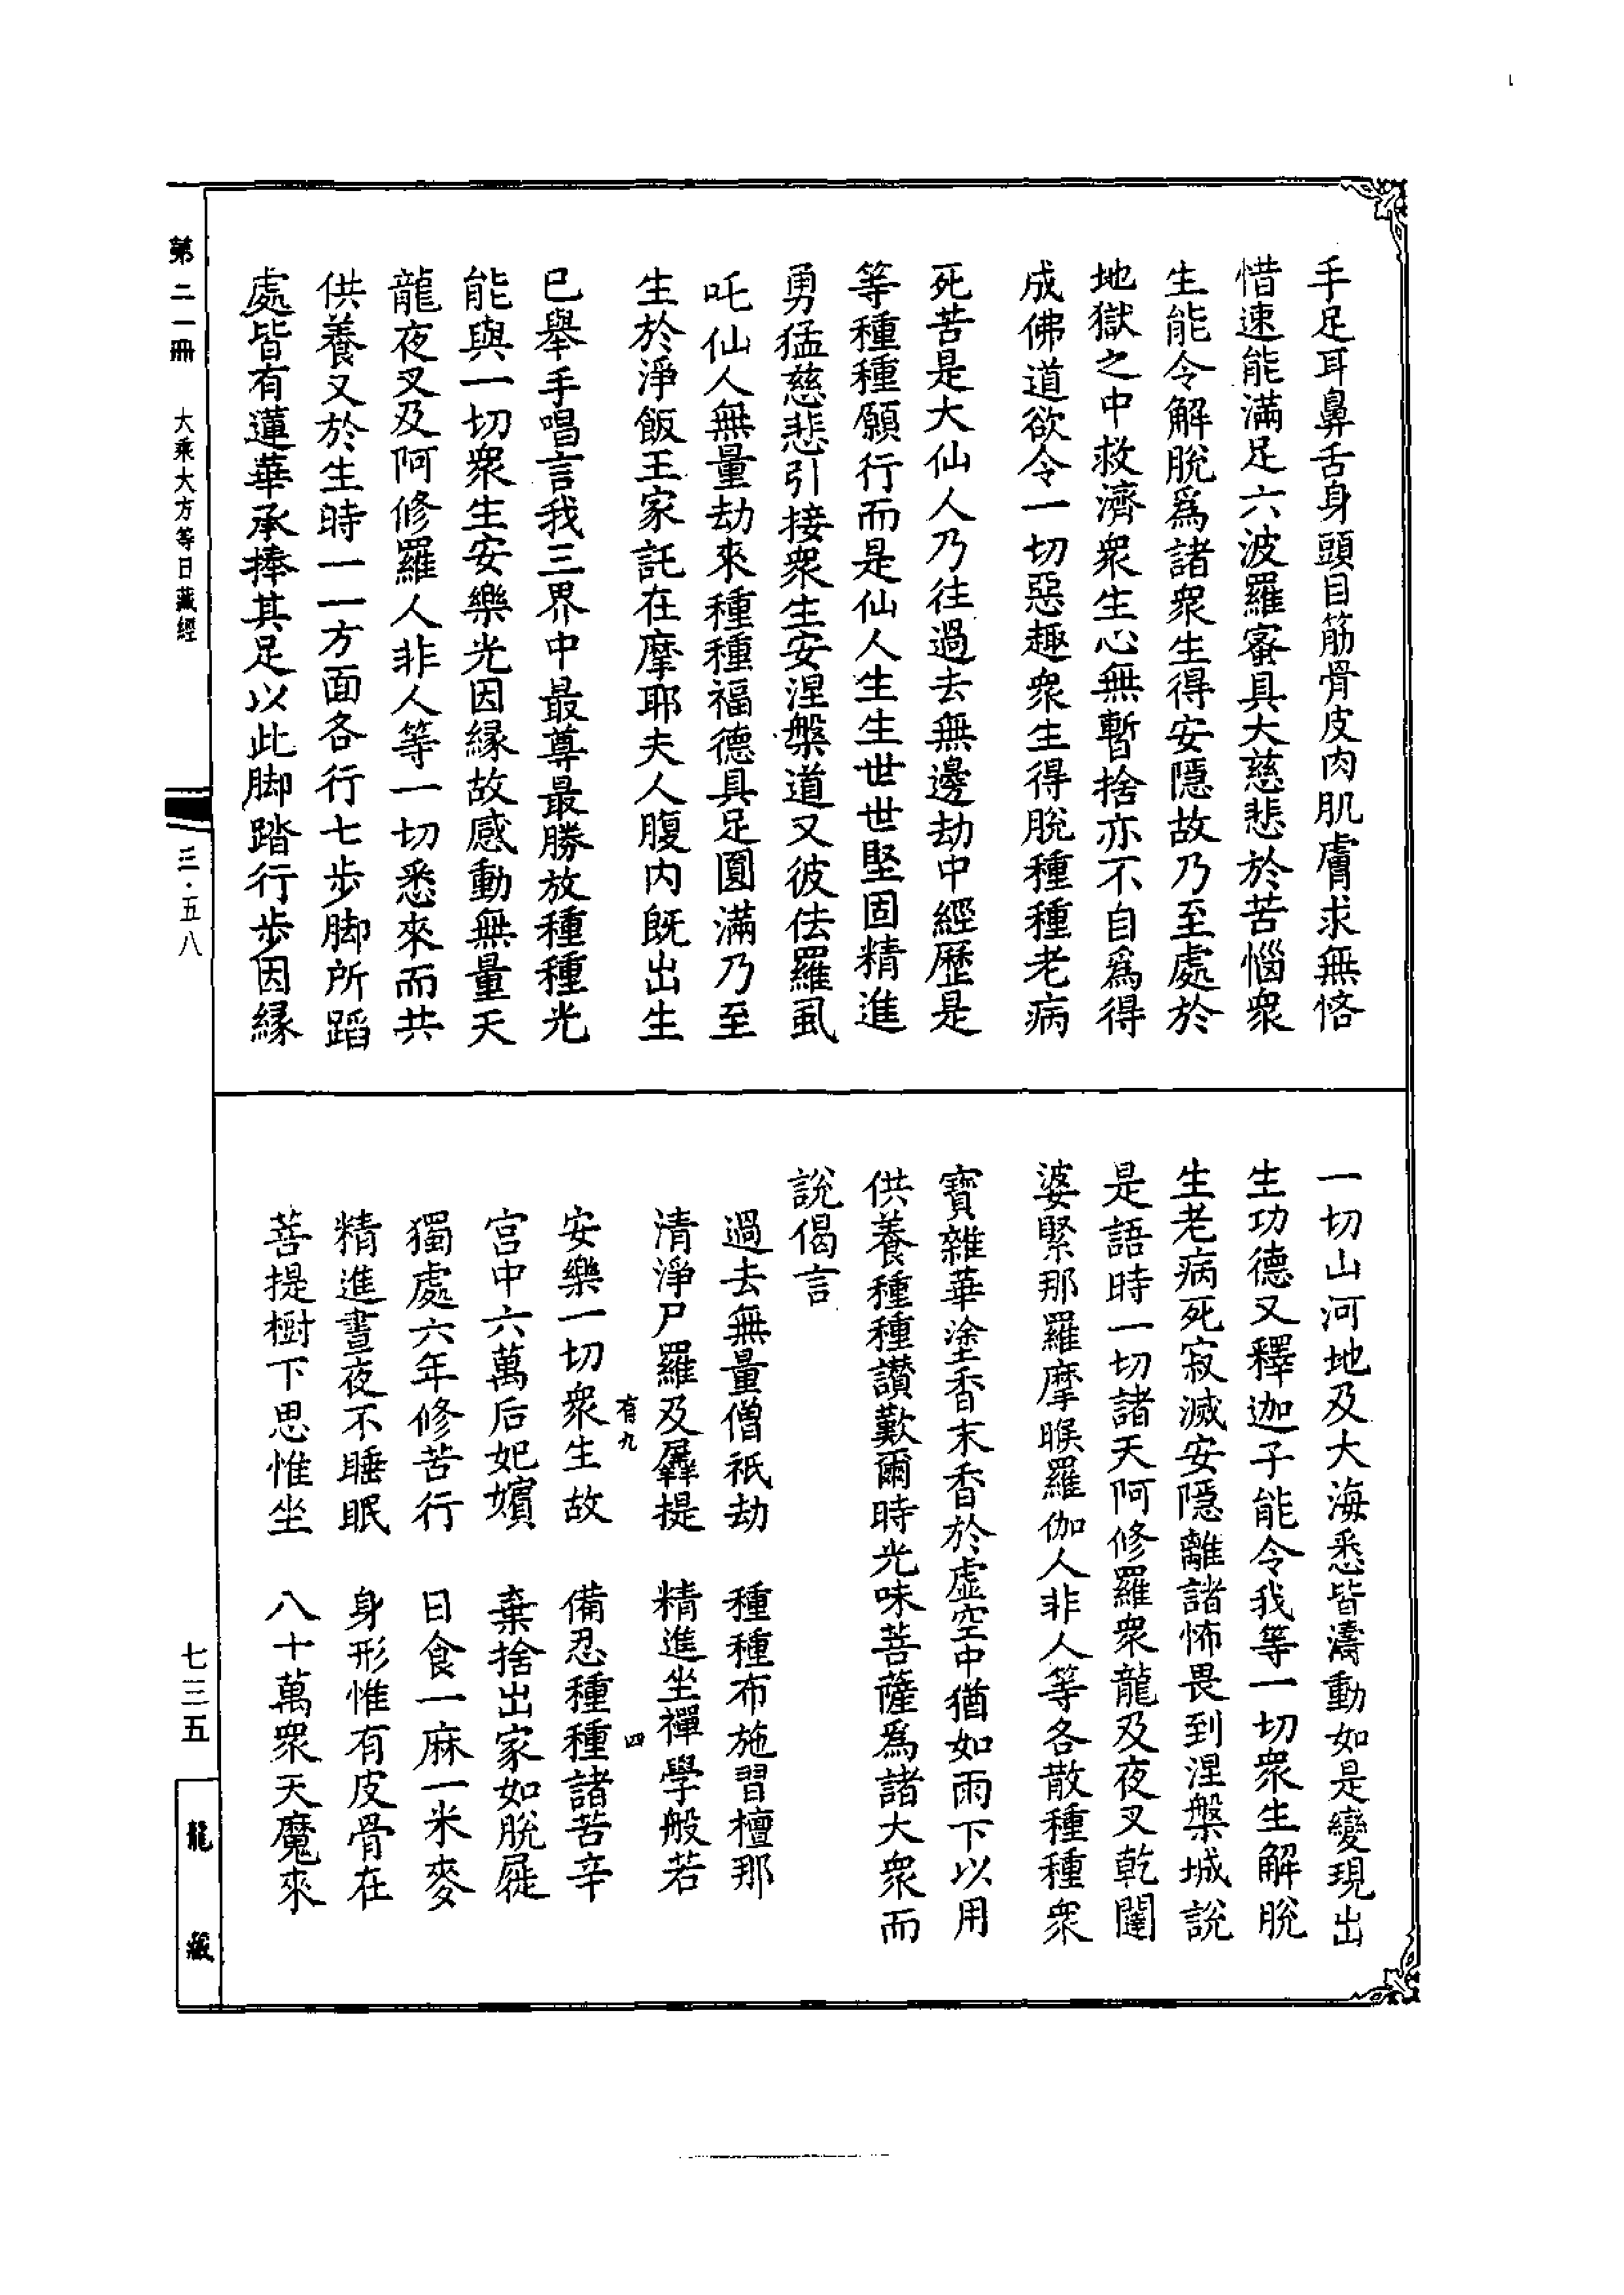 手足耳鼻舌身頭目筋骨皮肉肌膚求無悋
惜速能滿足六波羅蜜具大慈悲於苦惱衆
生能令解脫爲諸衆生得安隱故乃至處於
地獄之中救濟衆生心無暫捨亦不自爲得
成佛道欲令一切惡趣衆生得脫種種老病
死苦是大仙人乃往過去無邊劫中經歷是
等種種願行而是仙人生生世世堅固精進
勇猛慈悲引接衆生安涅槃道又彼佉羅虱
吒仙人無量劫來種種福德具足圓滿乃至
生於淨飯王家託在摩耶夫人腹內既出生
已舉手唱言我三界中最尊最勝放種種光
能與一切衆生安樂光因緣故感動無量天
龍夜叉及阿修羅人非人等一切悉來而共
供養又於生時一一方面各行七步脚所蹈
處皆有蓮華承捧其足以此脚踏行步因緣
一切山河地及大海悉皆濤動如是變現出
生功德又釋迦子能令我等一切衆生解脫
生老病死寂滅安隱離諸怖畏到涅槃城說
是語時一切諸天阿修羅衆龍及夜叉乾闥
婆緊那羅摩睺羅伽人非人等各散種種衆
寶雜華塗香末香於虛空中猶如雨下以用
供養種種讚歎爾時光味菩薩爲諸大衆而
說偈言
過去無量僧祇劫　種種布施習檀那
清淨尸羅及羼提　精進坐禪學般若
有九　四
安樂一切衆生故　備忍種種諸苦辛
宮中六萬后妃嬪　棄捨出家如脫屣
獨處六年修苦行　日食一麻一米麥
精進晝夜不睡眠　身形惟有皮骨在
菩提樹下思惟坐　八十萬衆天魔來
第二一冊　大乘大方等日藏經　三·五八　七三五　龍藏